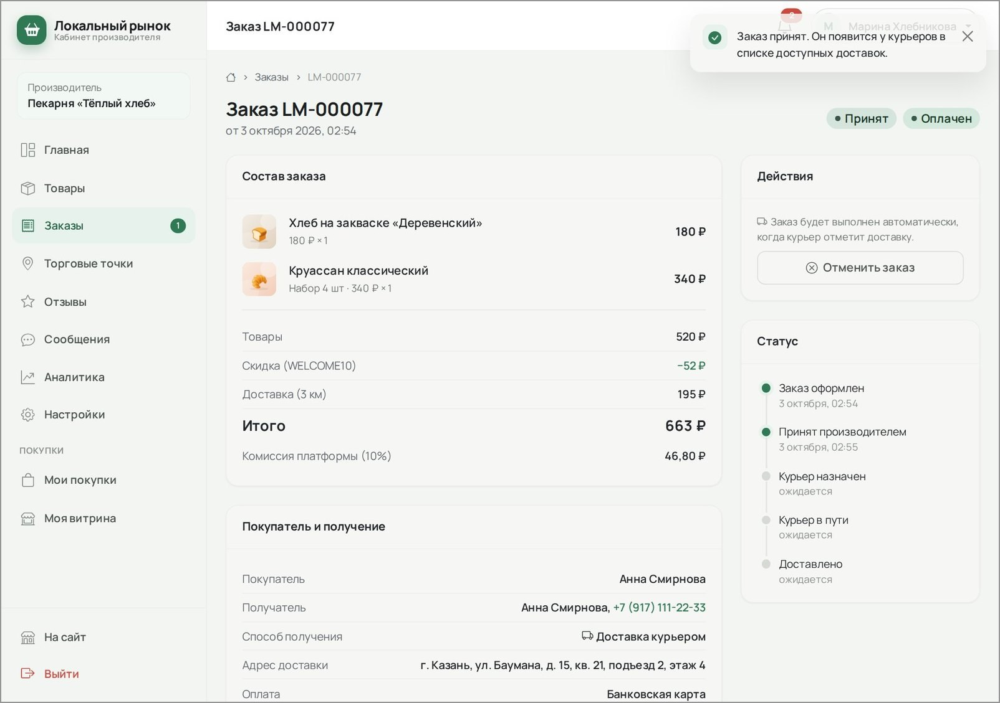 Локальный рынок
Кабинет производителя
Производитель
Пекарня «Тёплый хлеб»
Главная
Товары
Заказы
1
Торговые точки
Отзывы
Сообщения
Аналитика
Настройки
ПОКУПКИ
Мои покупки
Моя витрина
На сайт
Выйти
Заказ LM-000077
2
М
Марина Хлебникова
Заказ принят. Он появится у курьеров в
списке доступных доставок.
Заказы
LM-000077
Заказ LM-000077
от 3 октября 2026, 02:54
Принят
Оплачен
Состав заказа
Хлеб на закваске «Деревенский»
180 ₽ × 1
180 ₽
Круассан классический
Набор 4 шт · 340 ₽ × 1
340 ₽
Товары
520 ₽
Скидка (WELCOME10)
−52 ₽
Доставка (3 км)
195 ₽
Итого
663 ₽
Комиссия платформы (10%)
46,80 ₽
Покупатель и получение
Покупатель
Анна Смирнова
Получатель
Анна Смирнова, +7 (917) 111-22-33
Способ получения
Доставка курьером
Адрес доставки
г. Казань, ул. Баумана, д. 15, кв. 21, подъезд 2, этаж 4
Оплата
Банковская карта
Действия
Заказ будет выполнен автоматически,
когда курьер отметит доставку.
Отменить заказ
Статус
Заказ оформлен
3 октября, 02:54
Принят производителем
3 октября, 02:55
Курьер назначен
ожидается
Курьер в пути
ожидается
Доставлено
ожидается